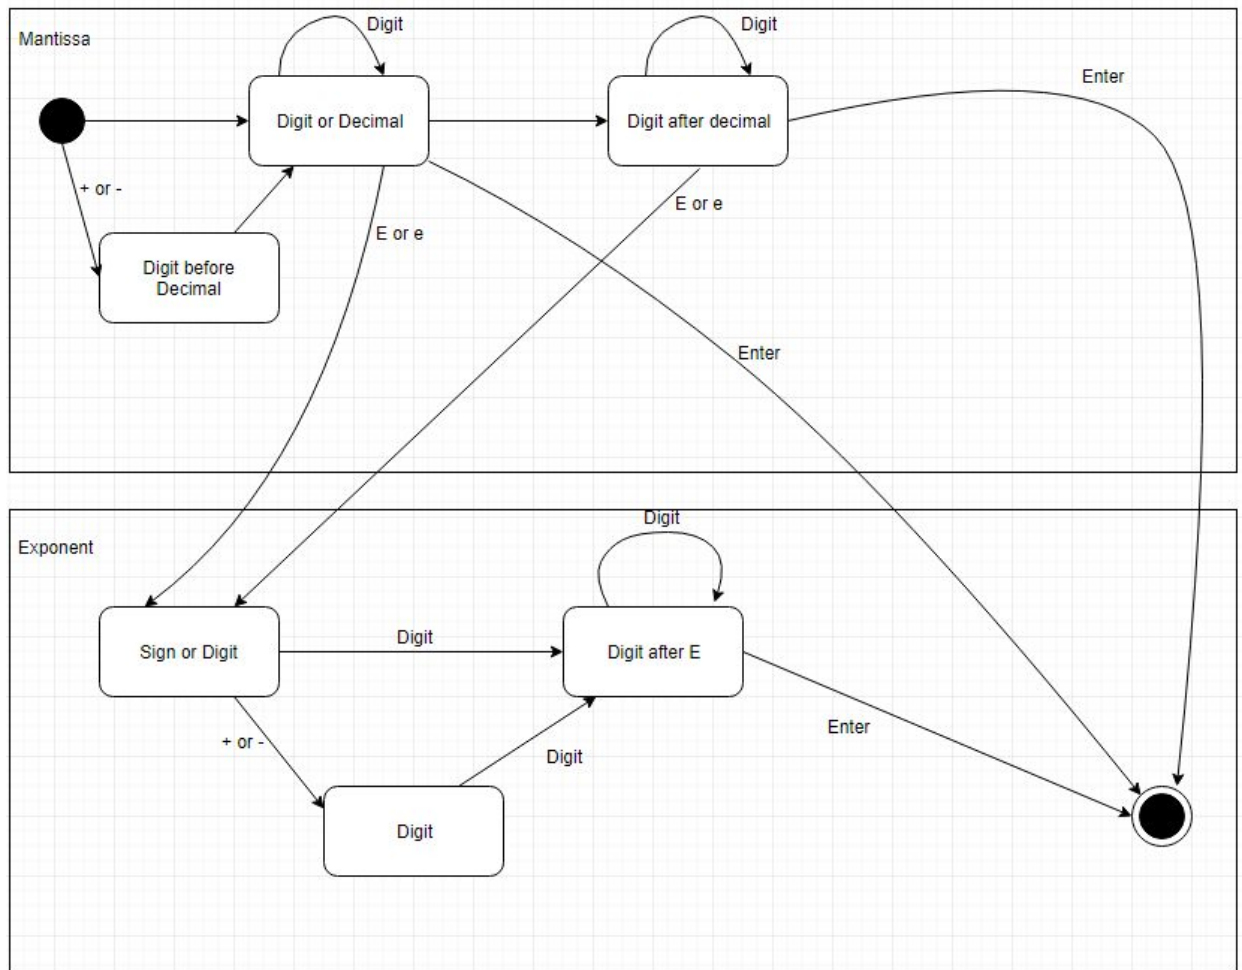 Digit
Digit
Mantissa
Enter
Digit or Decimal
Digit after decimal
+ or -
E or e
E or e
Digit before
Decimal
Enter
Digit
Exponent
Digit
Sign or Digit
Digit after E
+ or -
Enter
Digit
Digit